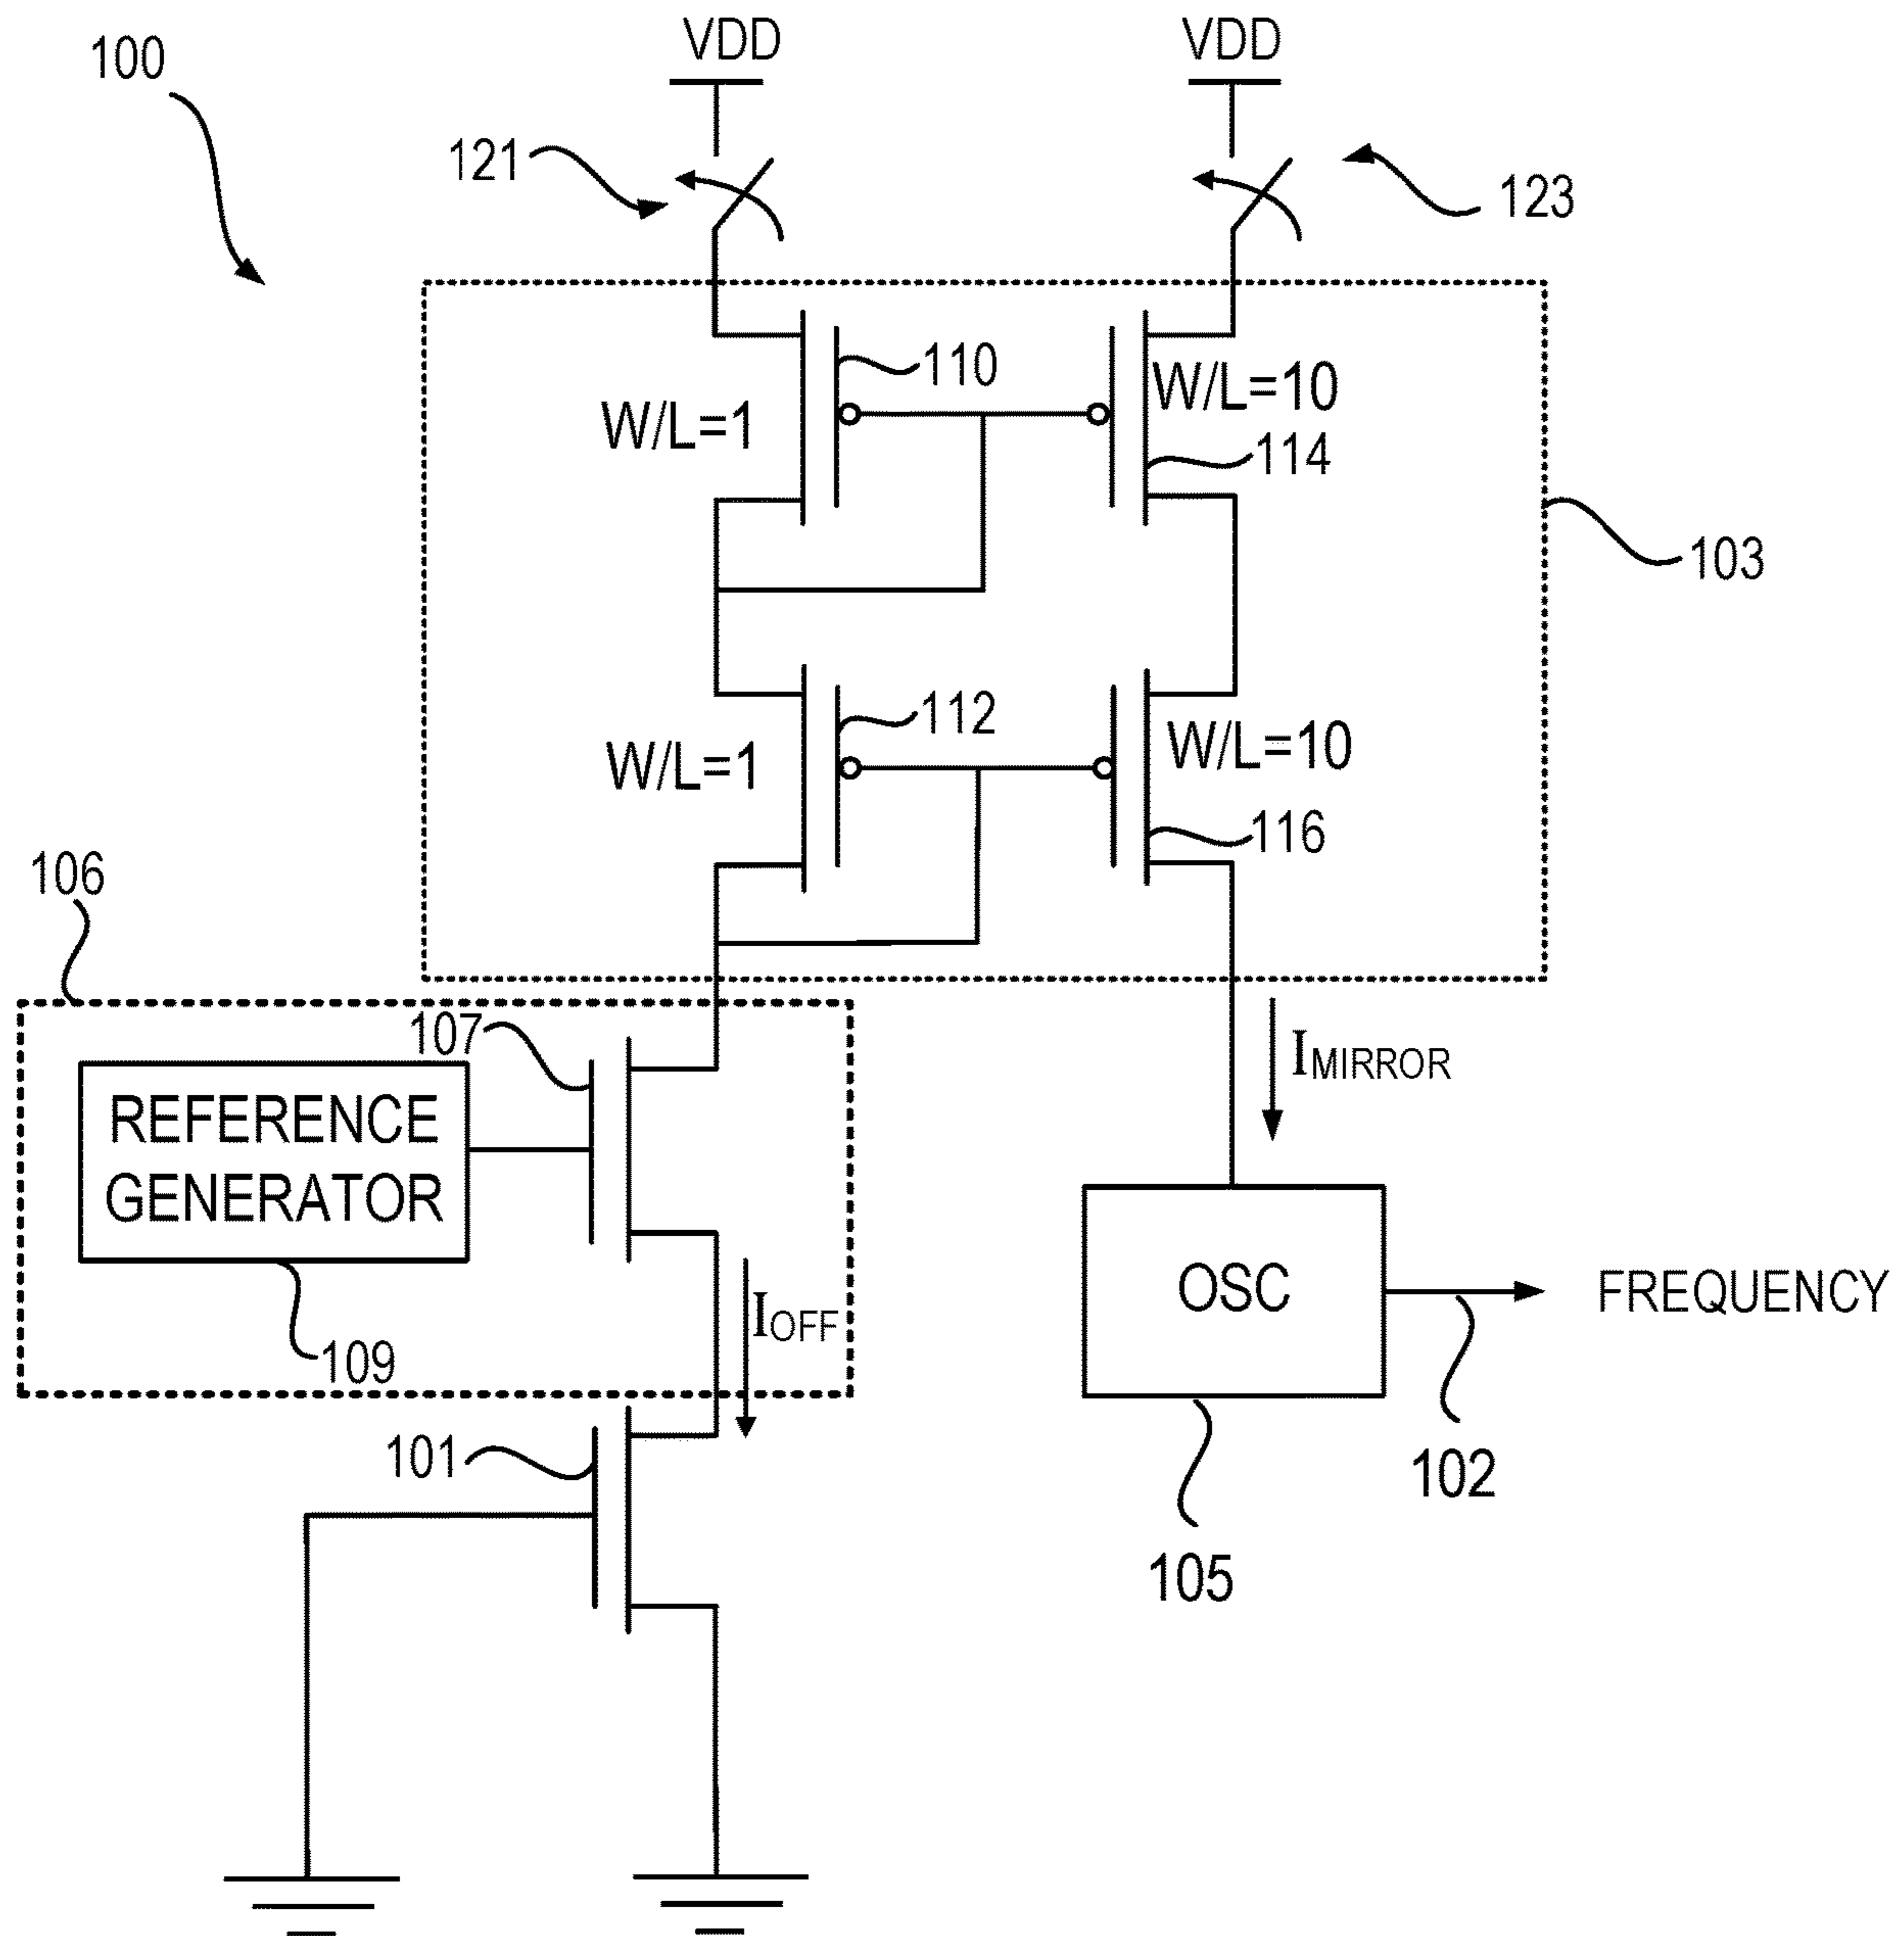 VDD
VDD
100
121
123
110
W/L=10
W/L=1
114
103
112
W/L=10
W/L=1
116
106
107
IMIRROR
REFERENCE
GENERATOR
OSC
FREQUENCY
IOFF
109
101
102
105